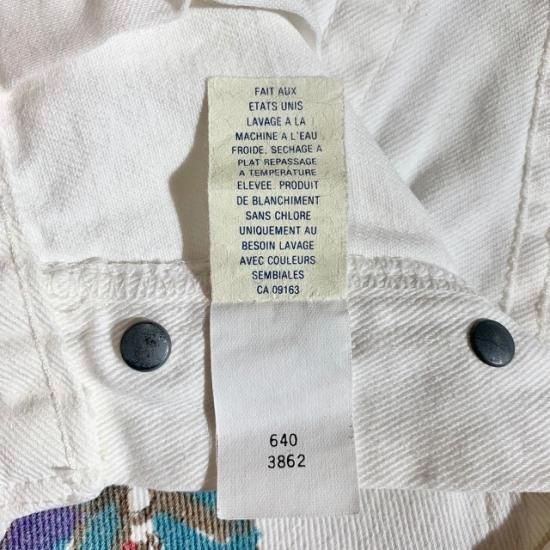 FAIT AUX
ETATS UNIS
LAVAGE A LA
MACHINE A L'EAU
FROIDE. SECHAGE A
PLAT REPASSAGE
A TEMPERATURE
ELEVEE. PRODUIT
DE BLANCHIMENT
SANS CHLORE
UNIQUEMENT AU
BESOIN LAVAGE
AVEC COULEURS
SEMBIALES
CA 09163
640
3862